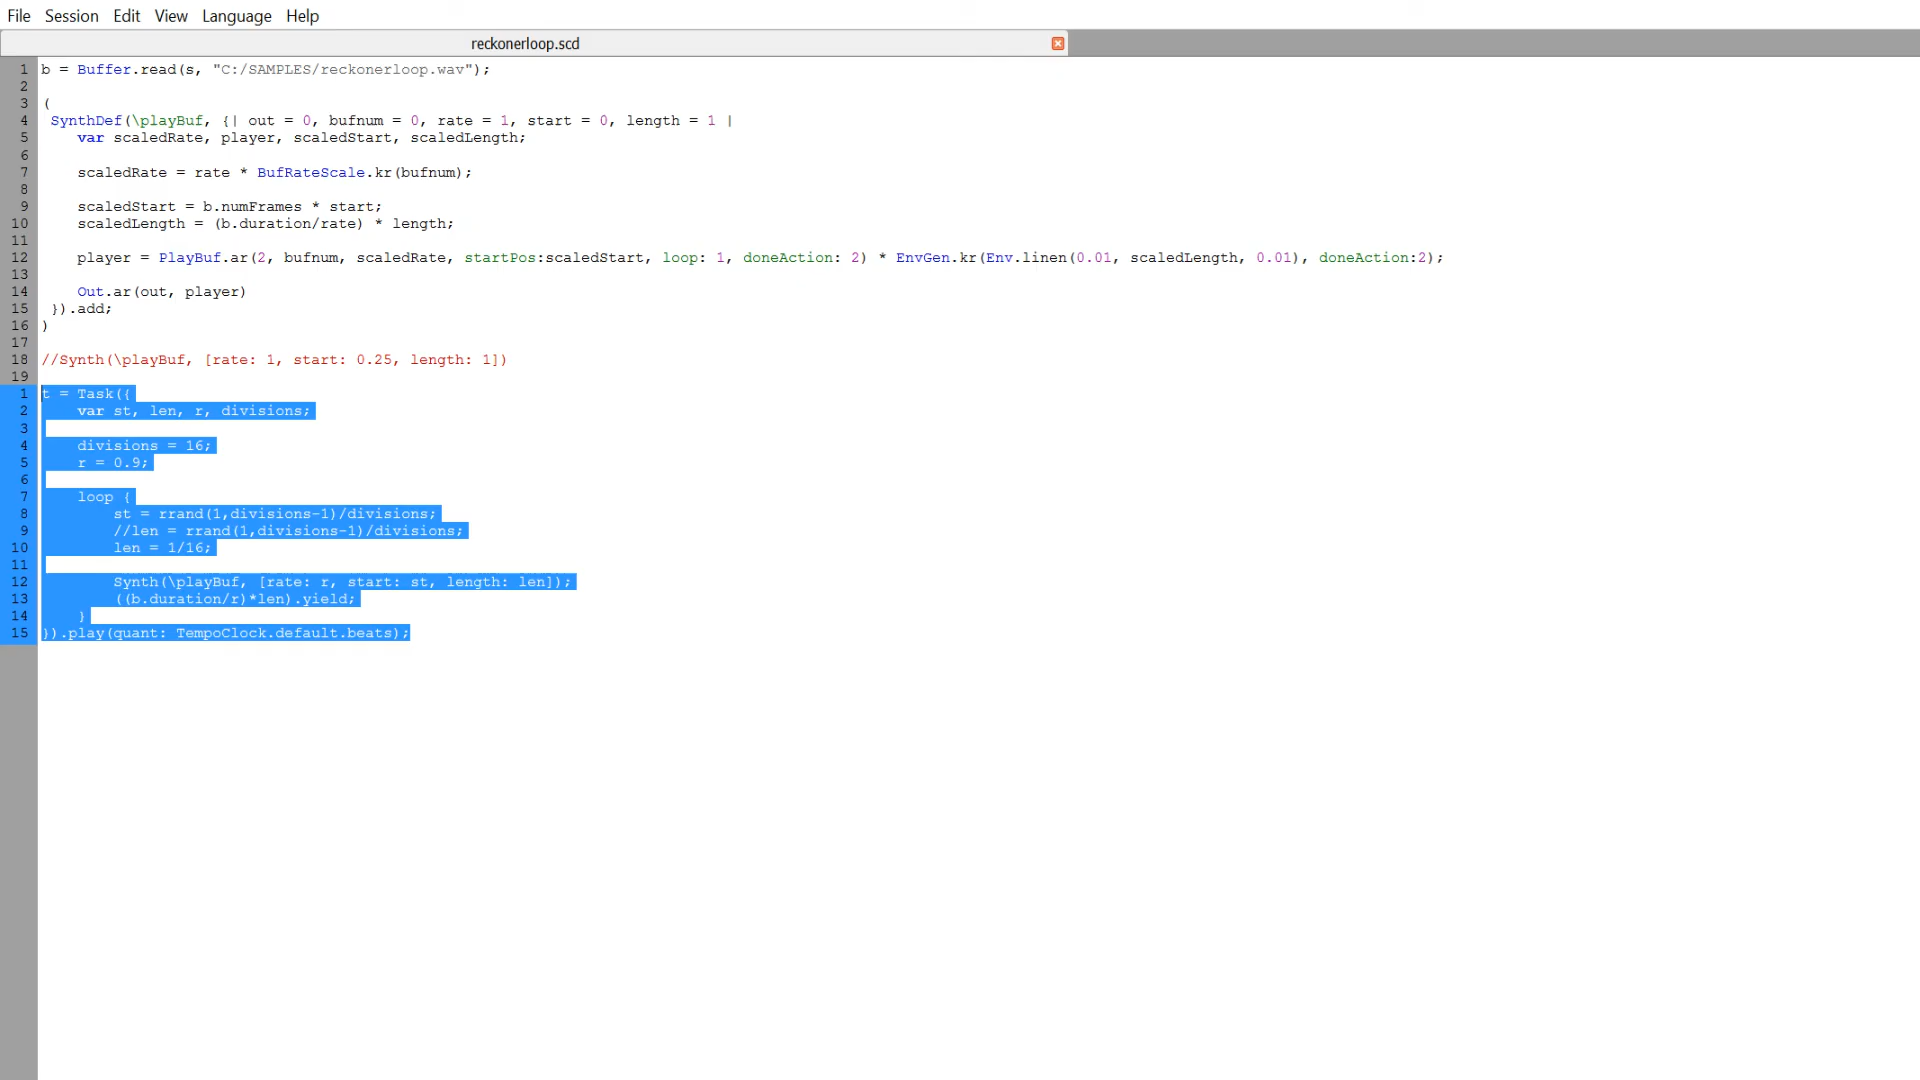 File Session Edit View Language Help
reckonerloop.scd
1 b = Buffer.read(s, "C:/SAMPLES/reckonerloop.wav");
2
3 (
4 SynthDef(\playBuf, {| out = 0, bufnum = 0, rate = 1, start = 0, length = 1 |
5 var scaledRate, player, scaledStart, scaledLength;
6
7 scaledRate = rate * BufRateScale.kr(bufnum);
8
9 scaledStart = b.numFrames * start;
10 scaledLength = (b.duration/rate) * length;
11
12 player = PlayBuf.ar(2, bufnum, scaledRate, startPos:scaledStart, loop: 1, doneAction: 2) * EnvGen.kr(Env.linen(0.01, scaledLength, 0.01), doneAction:2);
13
14 Out.ar(out, player)
15 }).add;
16 )
17
18 //Synth(\playBuf, [rate: 1, start: 0.25, length: 1])
19
1 t = Task({
2 var st, len, r, divisions;
3
4 divisions = 16;
5 r = 0.9;
6
7 loop {
8 st = rrand(1,divisions-1)/divisions;
9 //len = rrand(1,divisions-1)/divisions;
10 len = 1/16;
11
12 Synth(\playBuf, [rate: r, start: st, length: len]);
13 ((b.duration/r)*len).yield;
14 }
15 }).play(quant: TempoClock.default.beats);